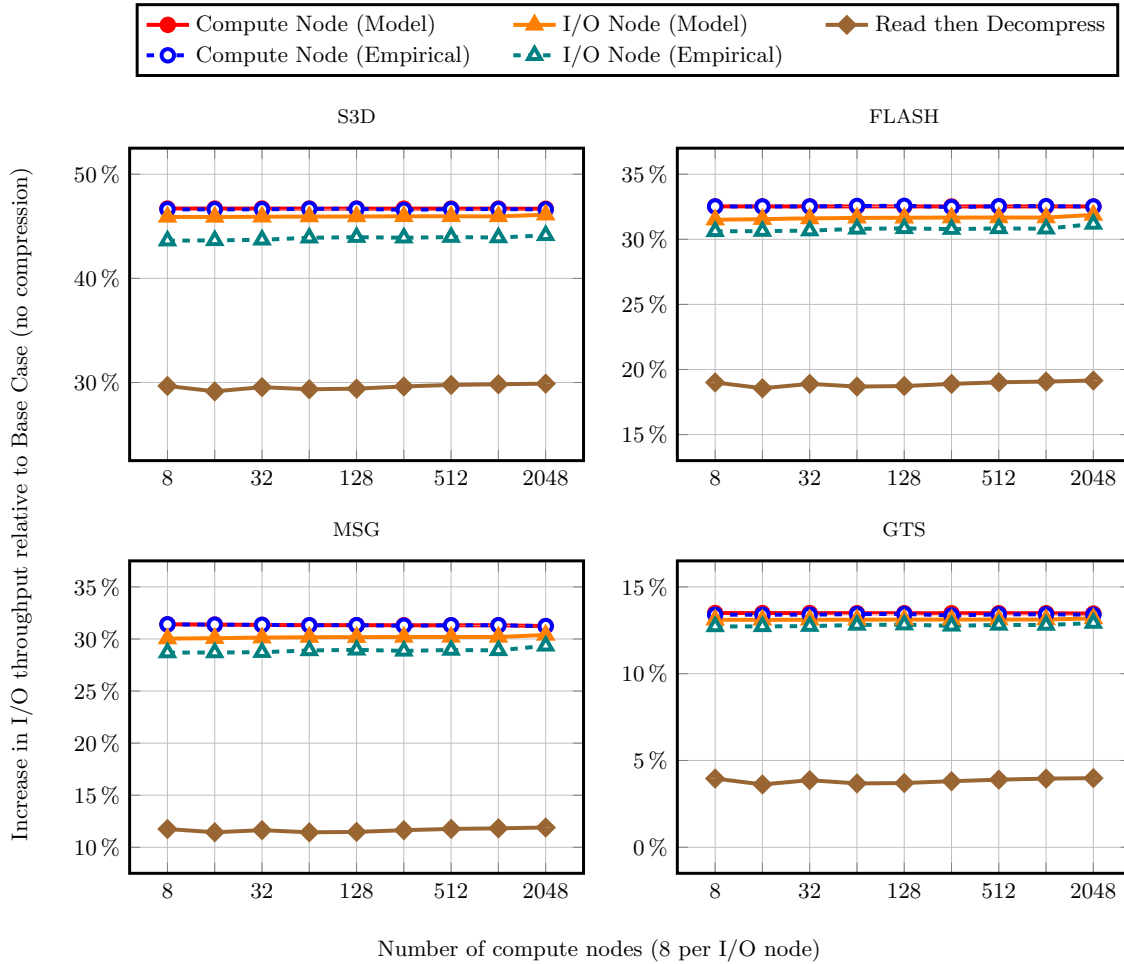 Compute Node (Model) I/O Node (Model) Read then Decompress
Compute Node (Empirical) I/O Node (Empirical)
Increase in I/O throughput relative to Base Case (no compression)
S3D
50 %
40 %
30 %
8 32 128 512 2048
FLASH
35 %
30 %
25 %
20 %
15 %
8 32 128 512 2048
MSG
35 %
30 %
25 %
20 %
15 %
10 %
8 32 128 512 2048
GTS
15 %
10 %
5 %
0 %
8 32 128 512 2048
Number of compute nodes (8 per I/O node)